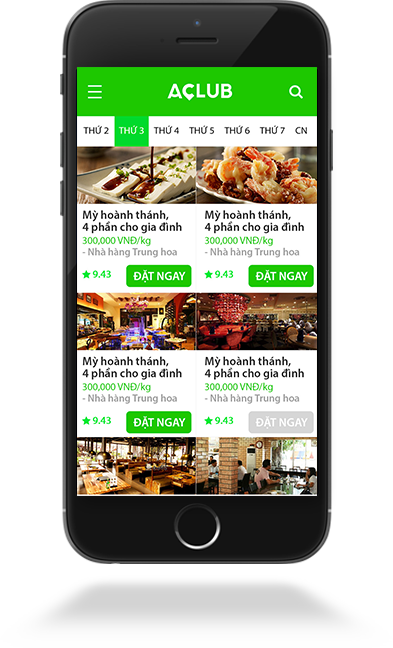 AÇLUB
THỨ 2 THỨ 3 THỨ 4 THỨ 5 THỨ 6 THỨ 7 CN
Mỳ hoành thánh,
4 phần cho gia đình
300,000 VNĐ/kg
- Nhà hàng Trung hoa
9.43 ĐẶT NGAY
Mỳ hoành thánh,
4 phần cho gia đình
300,000 VNĐ/kg
- Nhà hàng Trung hoa
9.43 ĐẶT NGAY
Mỳ hoành thánh,
4 phần cho gia đình
300,000 VNĐ/kg
- Nhà hàng Trung hoa
9.43 ĐẶT NGAY
Mỳ hoành thánh,
4 phần cho gia đình
300,000 VNĐ/kg
- Nhà hàng Trung hoa
9.43 ĐẶT NGAY